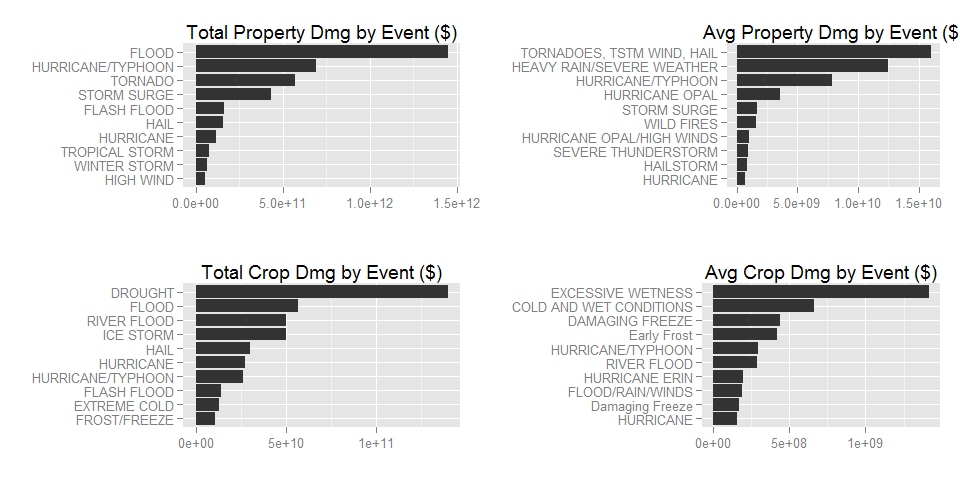 Total Property Dmg by Event ($)
FLOOD
HURRICANE/TYPHOON
TORNADO
STORM SURGE
FLASH FLOOD
HAIL
HURRICANE
TROPICAL STORM
WINTER STORM
HIGH WIND
0.0e+00 5.0e+11 1.0e+12 1.5e+12
Avg Property Dmg by Event ($
TORNADOES, TSTM WIND, HAIL
HEAVY RAIN/SEVERE WEATHER
HURRICANE/TYPHOON
HURRICANE OPAL
STORM SURGE
WILD FIRES
HURRICANE OPAL/HIGH WINDS
SEVERE THUNDERSTORM
HAILSTORM
HURRICANE
0.0e+00 5.0e+09 1.0e+10 1.5e+10
Total Crop Dmg by Event ($)
DROUGHT
FLOOD
RIVER FLOOD
ICE STORM
HAIL
HURRICANE
HURRICANE/TYPHOON
FLASH FLOOD
EXTREME COLD
FROST/FREEZE
0e+00 5e+10 1e+11
Avg Crop Dmg by Event ($)
EXCESSIVE WETNESS
COLD AND WET CONDITIONS
DAMAGING FREEZE
Early Frost
HURRICANE/TYPHOON
RIVER FLOOD
HURRICANE ERIN
FLOOD/RAIN/WINDS
Damaging Freeze
HURRICANE
0e+00 5e+08 1e+09